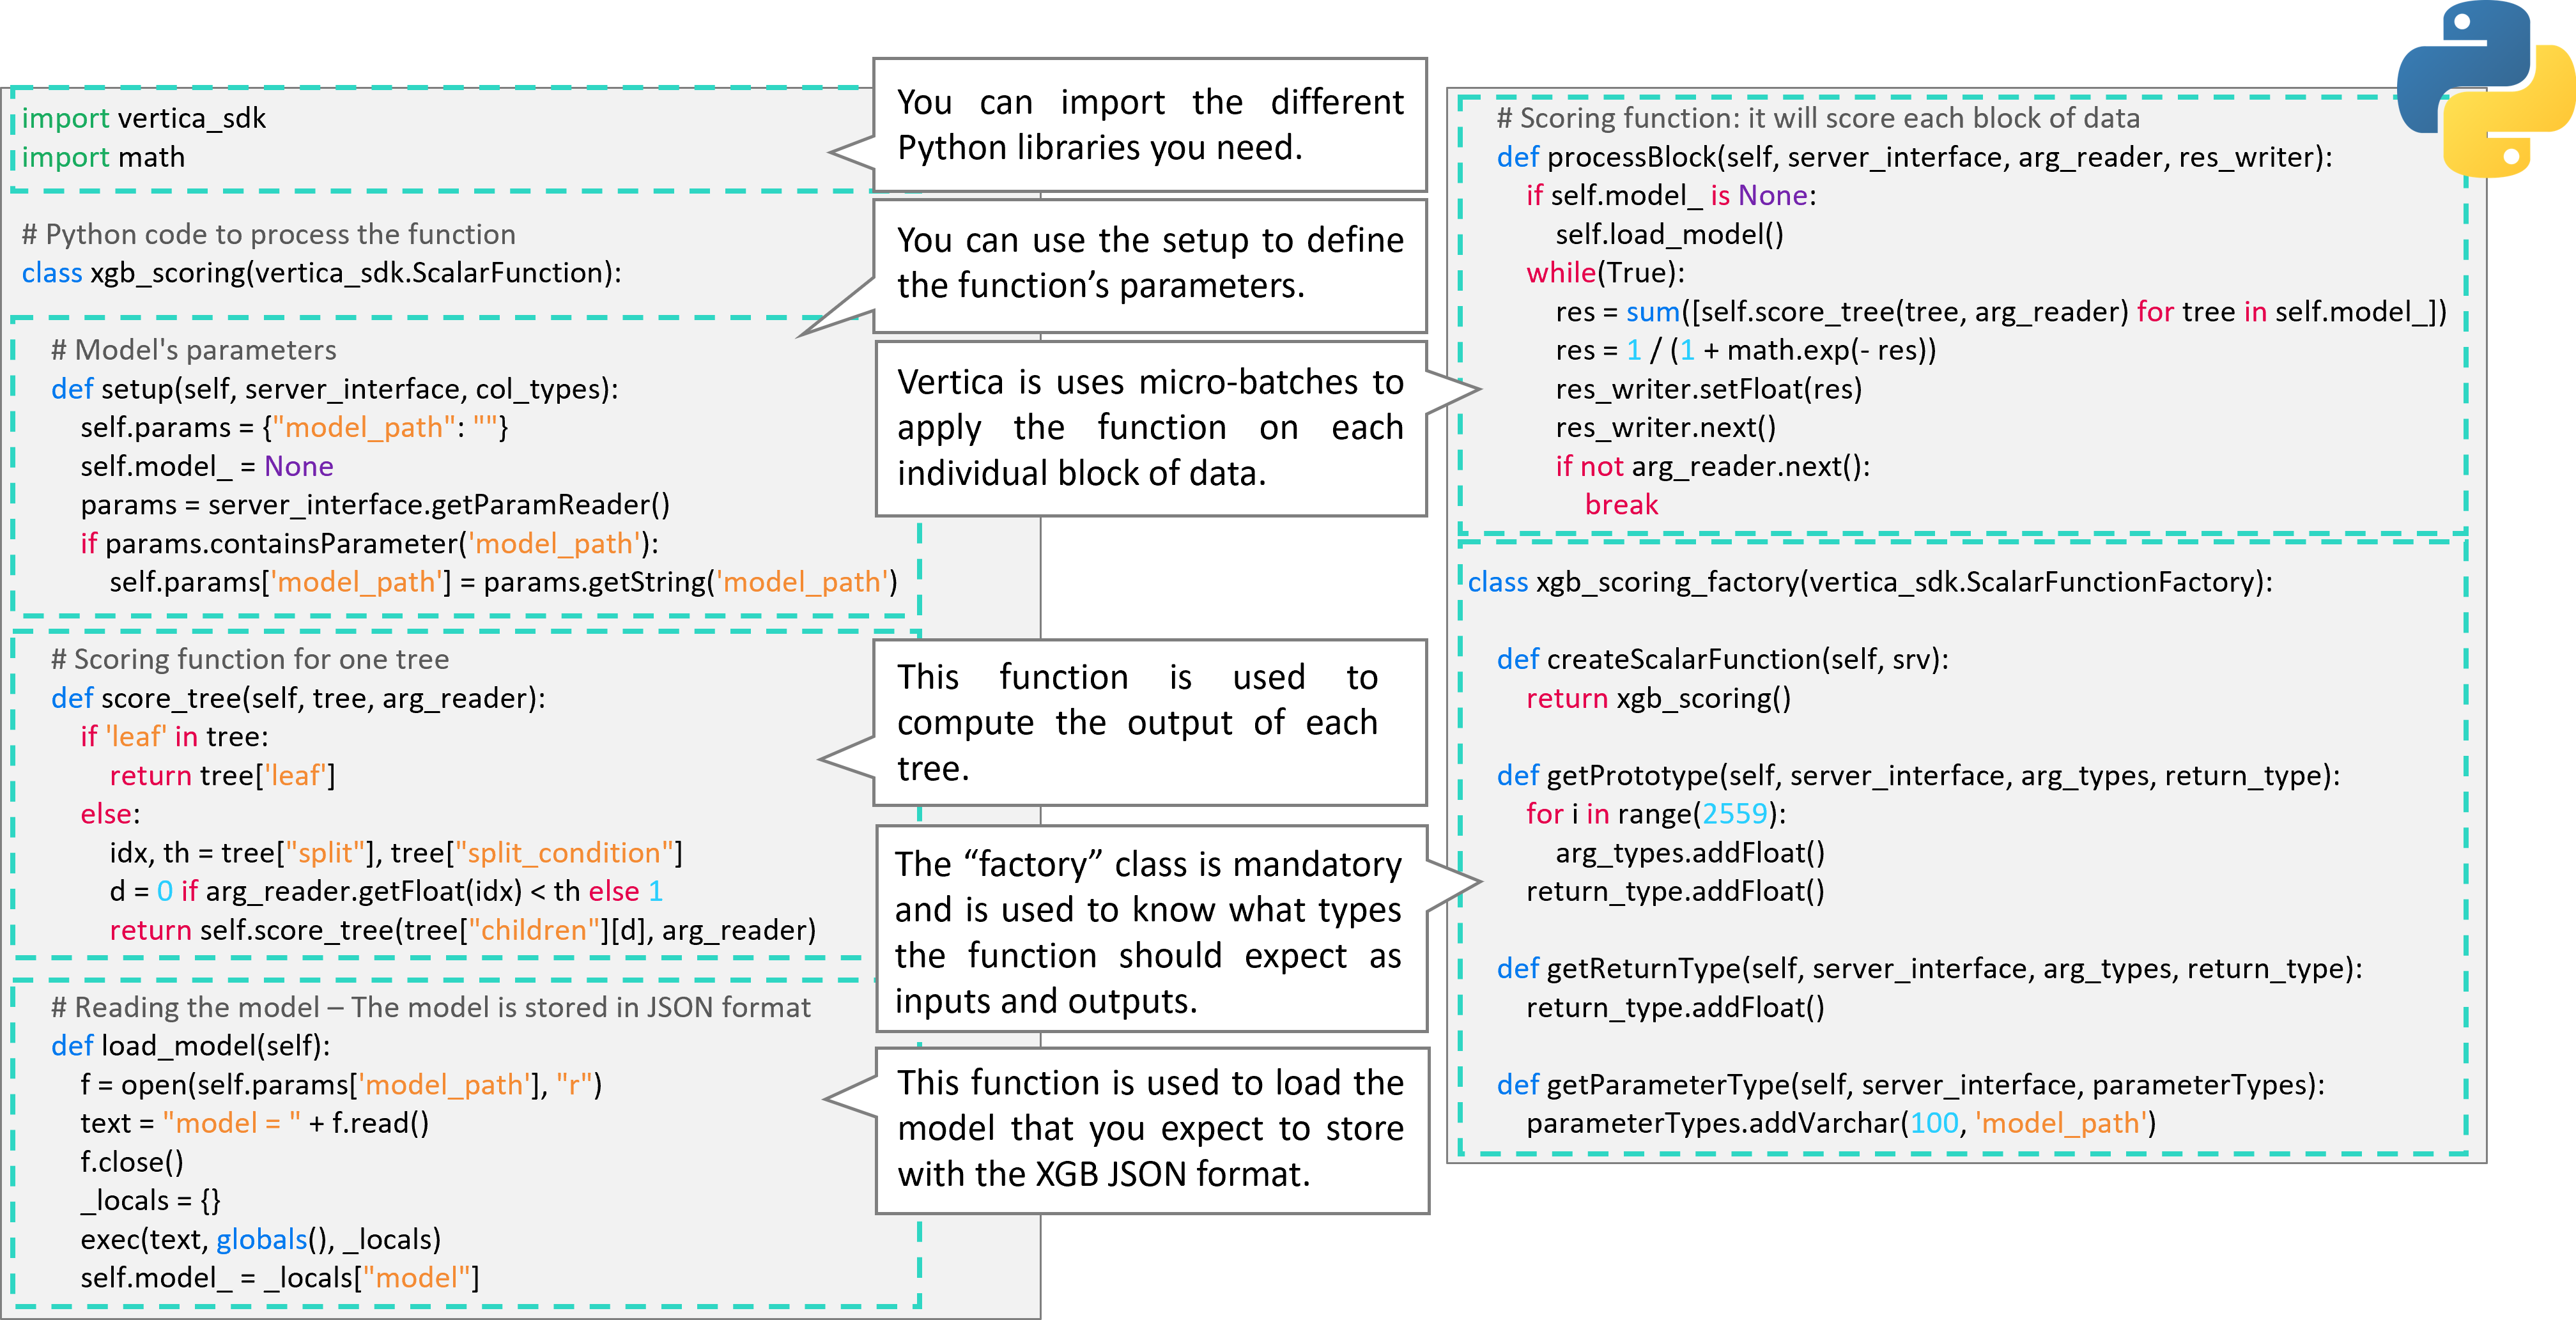 import vertica_sdk
import math
# Python code to process the function
class xgb_scoring(vertica_sdk.ScalarFunction):
# Model's parameters
def setup(self, server_interface, col_types):
self.params = {"model_path": ""}
self.model_ = None
params = server_interface.getParamReader()
if params.containsParameter('model_path'):
self.params['model_path'] = params.getString('model_path')
# Scoring function for one tree
def score_tree(self, tree, arg_reader):
if 'leaf' in tree:
return tree['leaf']
else:
idx, th = tree["split"], tree["split_condition"]
d = 0 if arg_reader.getFloat(idx) < th else 1
return self.score_tree(tree["children"][d], arg_reader)
# Reading the model – The model is stored in JSON format
def load_model(self):
f = open(self.params['model_path'], "r")
text = "model = " + f.read()
f.close()
_locals = {}
exec(text, globals(), _locals)
self.model_ = _locals["model"]
You can import the different
Python libraries you need.
You can use the setup to define
the function’s parameters.
Vertica is uses micro-batches to
apply the function on each
individual block of data.
This function is used to
compute the output of each
tree.
The “factory” class is mandatory
and is used to know what types
the function should expect as
inputs and outputs.
This function is used to load the
model that you expect to store
with the XGB JSON format.
# Scoring function: it will score each block of data
def processBlock(self, server_interface, arg_reader, res_writer):
if self.model_ is None:
self.load_model()
while(True):
res = sum([self.score_tree(tree, arg_reader) for tree in self.model_])
res = 1 / (1 + math.exp(- res))
res_writer.setFloat(res)
res_writer.next()
if not arg_reader.next():
break
class xgb_scoring_factory(vertica_sdk.ScalarFunctionFactory):
def createScalarFunction(self, srv):
return xgb_scoring()
def getPrototype(self, server_interface, arg_types, return_type):
for i in range(2559):
arg_types.addFloat()
return_type.addFloat()
def getReturnType(self, server_interface, arg_types, return_type):
return_type.addFloat()
def getParameterType(self, server_interface, parameterTypes):
parameterTypes.addVarchar(100, 'model_path')